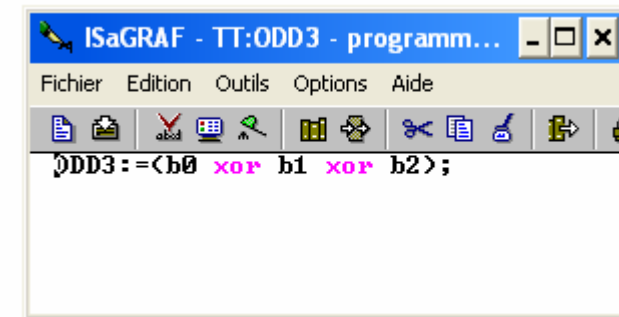 ISaGRAF - TT:ODD3 - programm...
Fichier Edition Outils Options Aide
ODD3:=(b0 xor b1 xor b2);